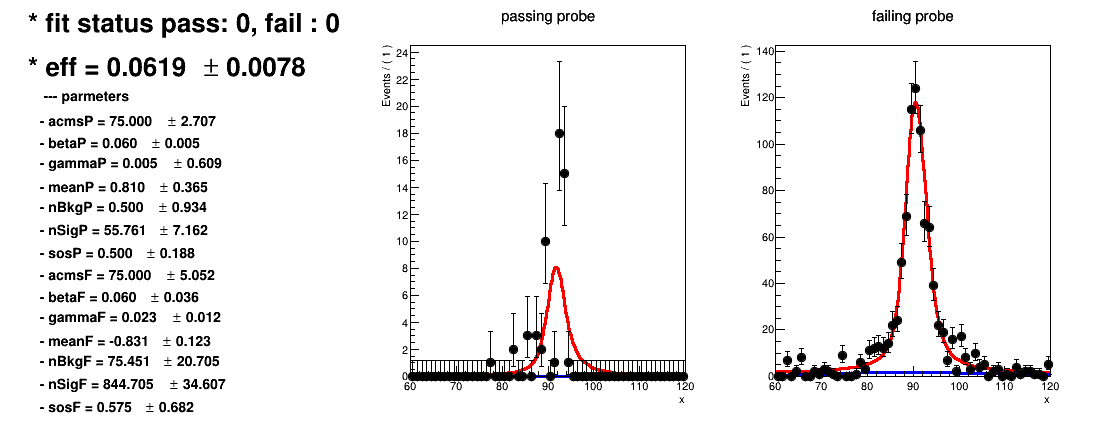 * fit status pass: 0, fail : 0
* eff = 0.0619 ± 0.0078
--- parmeters
- acmsP = 75.000 ± 2.707
- betaP = 0.060 ± 0.005
- gammaP = 0.005 ± 0.609
- meanP = 0.810 ± 0.365
- nBkgP = 0.500 ± 0.934
- nSigP = 55.761 ± 7.162
- sosP = 0.500 ± 0.188
- acmsF = 75.000 ± 5.052
- betaF = 0.060 ± 0.036
- gammaF = 0.023 ± 0.012
- meanF = -0.831 ± 0.123
- nBkgF = 75.451 ± 20.705
- nSigF = 844.705 ± 34.607
- sosF = 0.575 ± 0.682
passing probe
Events / ( 1 )
24
22
20
18
16
14
12
10
8
6
4
2
0
60 70 80 90 100 110 120
x
failing probe
Events / ( 1 )
140
120
100
80
60
40
20
0
60 70 80 90 100 110 120
x